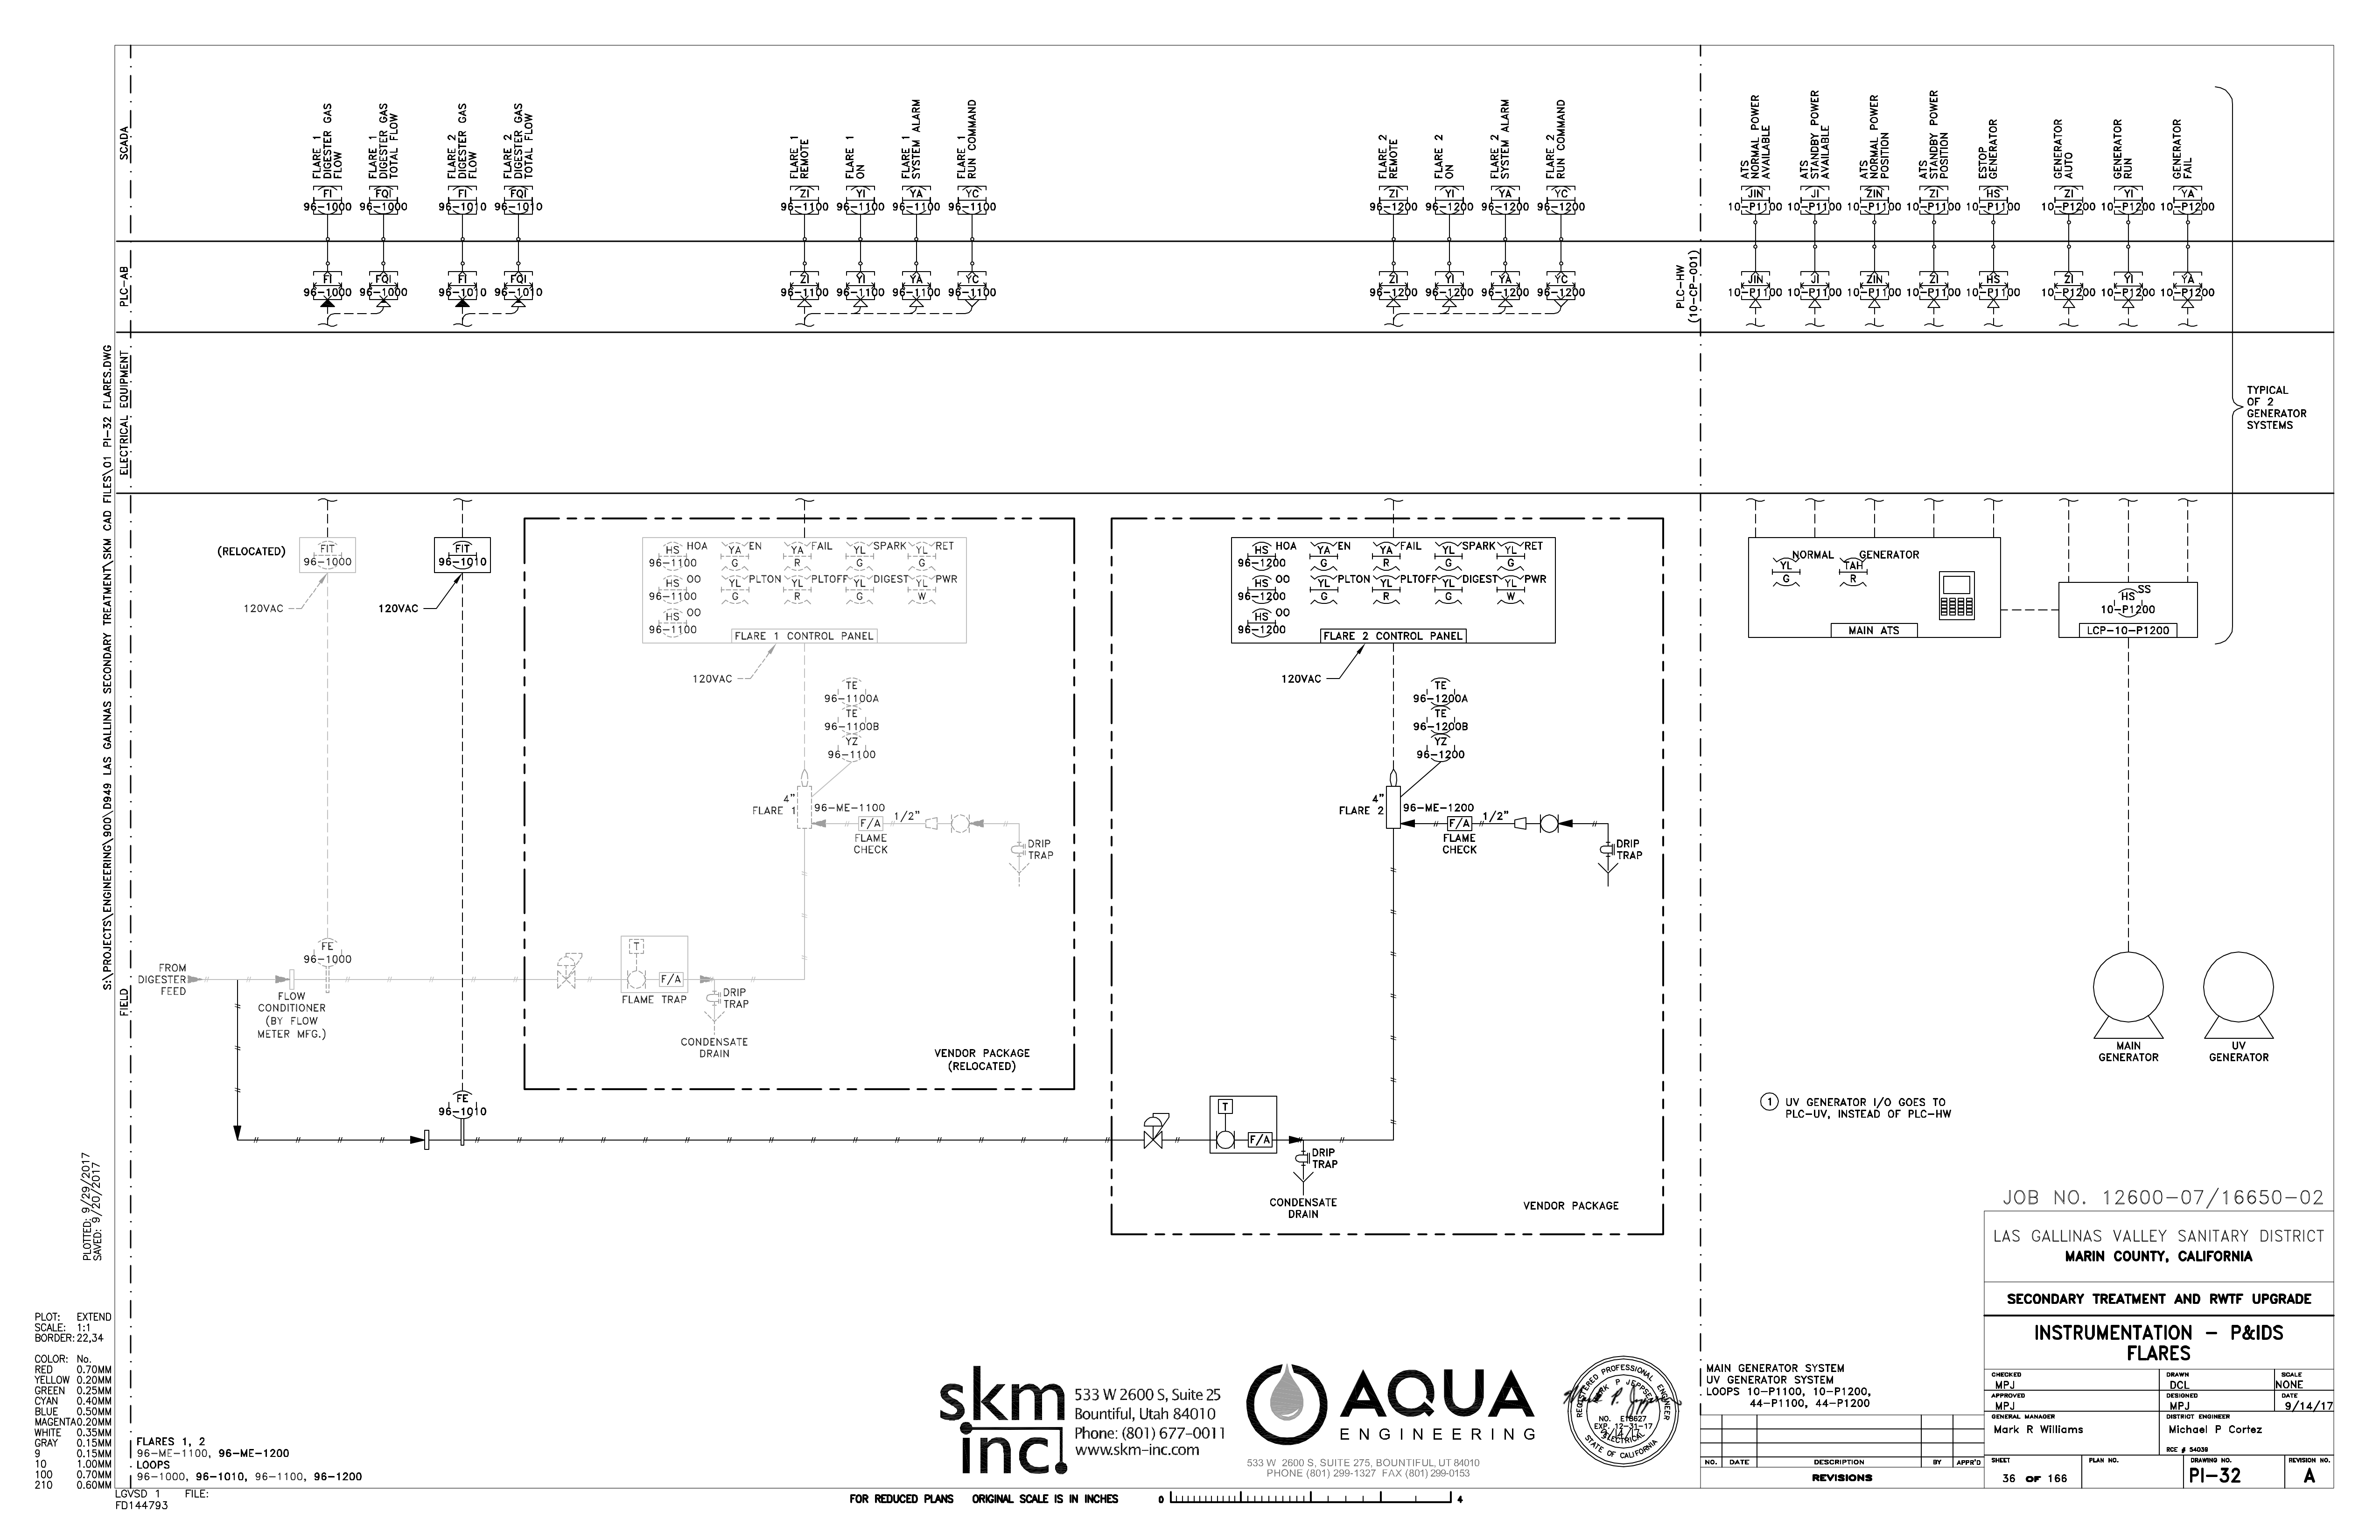 SCADA
FLARE 1
DIGESTER GAS
FLOW
FI
96-1000
FLARE 1
DIGESTER GAS
TOTAL FLOW
FQI
96-1000
FLARE 2
DIGESTER GAS
FLOW
FI
96-1010
FLARE 2
DIGESTER GAS
TOTAL FLOW
FQI
96-1010
FLARE 1
REMOTE
ZI
96-1100
FLARE 1
ON
YI
96-1100
FLARE 1
SYSTEM ALARM
YA
96-1100
FLARE 1
RUN COMMAND
YC
96-1100
FLARE 2
REMOTE
ZI
96-1200
FLARE 2
ON
YI
96-1200
FLARE 2
SYSTEM ALARM
YA
96-1200
FLARE 2
RUN COMMAND
YC
96-1200
ATS
NORMAL POWER
AVAILABLE
JIN
10-P1100
ATS
STANDBY POWER
AVAILABLE
JI
10-P1100
ATS
NORMAL POWER
POSITION
ZIN
10-P1100
ATS
STANDBY POWER
POSITION
ZI
10-P1100
ESTOP
GENERATOR
HS
10-P1100
GENERATOR
AUTO
ZI
10-P1200
GENERATOR
RUN
YI
10-P1200
GENERATOR
FAIL
YA
10-P1200
PLC-AB
FI
96-1000
FQI
96-1000
FI
96-1010
FQI
96-1010
ZI
96-1100
YI
96-1100
YA
96-1100
YC
96-1100
ZI
96-1200
YI
96-1200
YA
96-1200
YC
96-1200
PLC-HW
(10-CP-001)
JIN
10-P1100
JI
10-P1100
ZIN
10-P1100
ZI
10-P1100
HS
10-P1100
ZI
10-P1200
YI
10-P1200
YA
10-P1200
ELECTRICAL EQUIPMENT
TYPICAL
OF 2
GENERATOR
SYSTEMS
S:\PROJECTS\ENGINEERING\900\D949 LAS GALLINAS SECONDARY TREATMENT\SKM CAD FILES\01 PI-32 FLARES.DWG
FIELD
(RELOCATED)
FIT
96-1000
120VAC
FIT
96-1010
120VAC
HS HOA
96-1100
YA EN
G
YA FAIL
R
YL SPARK
G
YL RET
G
HS OO
96-1100
YL PLTON
G
YL PLTOFF
R
YL DIGEST
G
YL PWR
W
HS OO
96-1100
FLARE 1 CONTROL PANEL
120VAC
TE
96-1100A
TE
96-1100B
YZ
96-1100
4"
FLARE 1
96-ME-1100
F/A
1/2"
FLAME
CHECK
DRIP
TRAP
HS HOA
96-1200
YA EN
G
YA FAIL
R
YL SPARK
G
YL RET
G
HS OO
96-1200
YL PLTON
G
YL PLTOFF
R
YL DIGEST
G
YL PWR
W
HS OO
96-1200
FLARE 2 CONTROL PANEL
120VAC
TE
96-1200A
TE
96-1200B
YZ
96-1200
4"
FLARE 2
96-ME-1200
F/A
1/2"
FLAME
CHECK
DRIP
TRAP
NORMAL
YL
G
GENERATOR
TAH
R
MAIN ATS
HS SS
10-P1200
LCP-10-P1200
FE
96-1000
FROM
DIGESTER
FEED
FLOW
CONDITIONER
(BY FLOW
METER MFG.)
T
F/A
FLAME TRAP
DRIP
TRAP
CONDENSATE
DRAIN
VENDOR PACKAGE
(RELOCATED)
FE
96-1010
T
F/A
DRIP
TRAP
CONDENSATE
DRAIN
VENDOR PACKAGE
MAIN
GENERATOR
UV
GENERATOR
1 UV GENERATOR I/O GOES TO
PLC-UV, INSTEAD OF PLC-HW
PLOTTED: 9/29/2017
SAVED: 9/20/2017
PLOT: EXTEND
SCALE: 1:1
BORDER: 22,34
COLOR: No.
RED 0.70MM
YELLOW 0.20MM
GREEN 0.25MM
CYAN 0.40MM
BLUE 0.50MM
MAGENTA 0.20MM
WHITE 0.35MM
GRAY 0.15MM
9 0.15MM
10 1.00MM
100 0.70MM
210 0.60MM
FLARES 1, 2
96-ME-1100, 96-ME-1200
LOOPS
96-1000, 96-1010, 96-1100, 96-1200
LGVSD 1 FILE:
FD144793
skm
inc.
533 W 2600 S, Suite 25
Bountiful, Utah 84010
Phone: (801) 677-0011
www.skm-inc.com
AQUA
ENGINEERING
533 W 2600 S, SUITE 275, BOUNTIFUL, UT 84010
PHONE (801) 299-1327 FAX (801) 299-0153
REGISTERED PROFESSIONAL ENGINEER
MARK P JEPPSEN
NO. E18627
EXP. 12-31-17
9/14/17
ELECTRICAL
STATE OF CALIFORNIA
FOR REDUCED PLANS ORIGINAL SCALE IS IN INCHES 0 4
MAIN GENERATOR SYSTEM
UV GENERATOR SYSTEM
LOOPS 10-P1100, 10-P1200,
44-P1100, 44-P1200
NO. DATE DESCRIPTION BY APPR'D
REVISIONS
JOB NO. 12600-07/16650-02
LAS GALLINAS VALLEY SANITARY DISTRICT
MARIN COUNTY, CALIFORNIA
SECONDARY TREATMENT AND RWTF UPGRADE
INSTRUMENTATION - P&IDS
FLARES
CHECKED DRAWN SCALE
MPJ DCL NONE
APPROVED DESIGNED DATE
MPJ MPJ 9/14/17
GENERAL MANAGER DISTRICT ENGINEER
Mark R Williams Michael P Cortez
RCE # 54039
SHEET PLAN NO. DRAWING NO. REVISION NO.
36 OF 166 PI-32 A